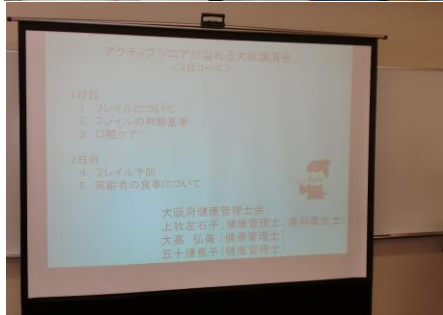 アクティブシニアが溢れる大阪講演会
＜2日コース＞
1日目
1. フレイルについて
2. フレイルの判断基準
3. 口腔ケア
2日目
4. フレイル予防
5. 高齢者の食事について
大阪府健康管理士会
上牧左右子(健康管理士、歯科衛生士)
大高 弘美(健康管理士)
五十棲恵子(健康管理士)